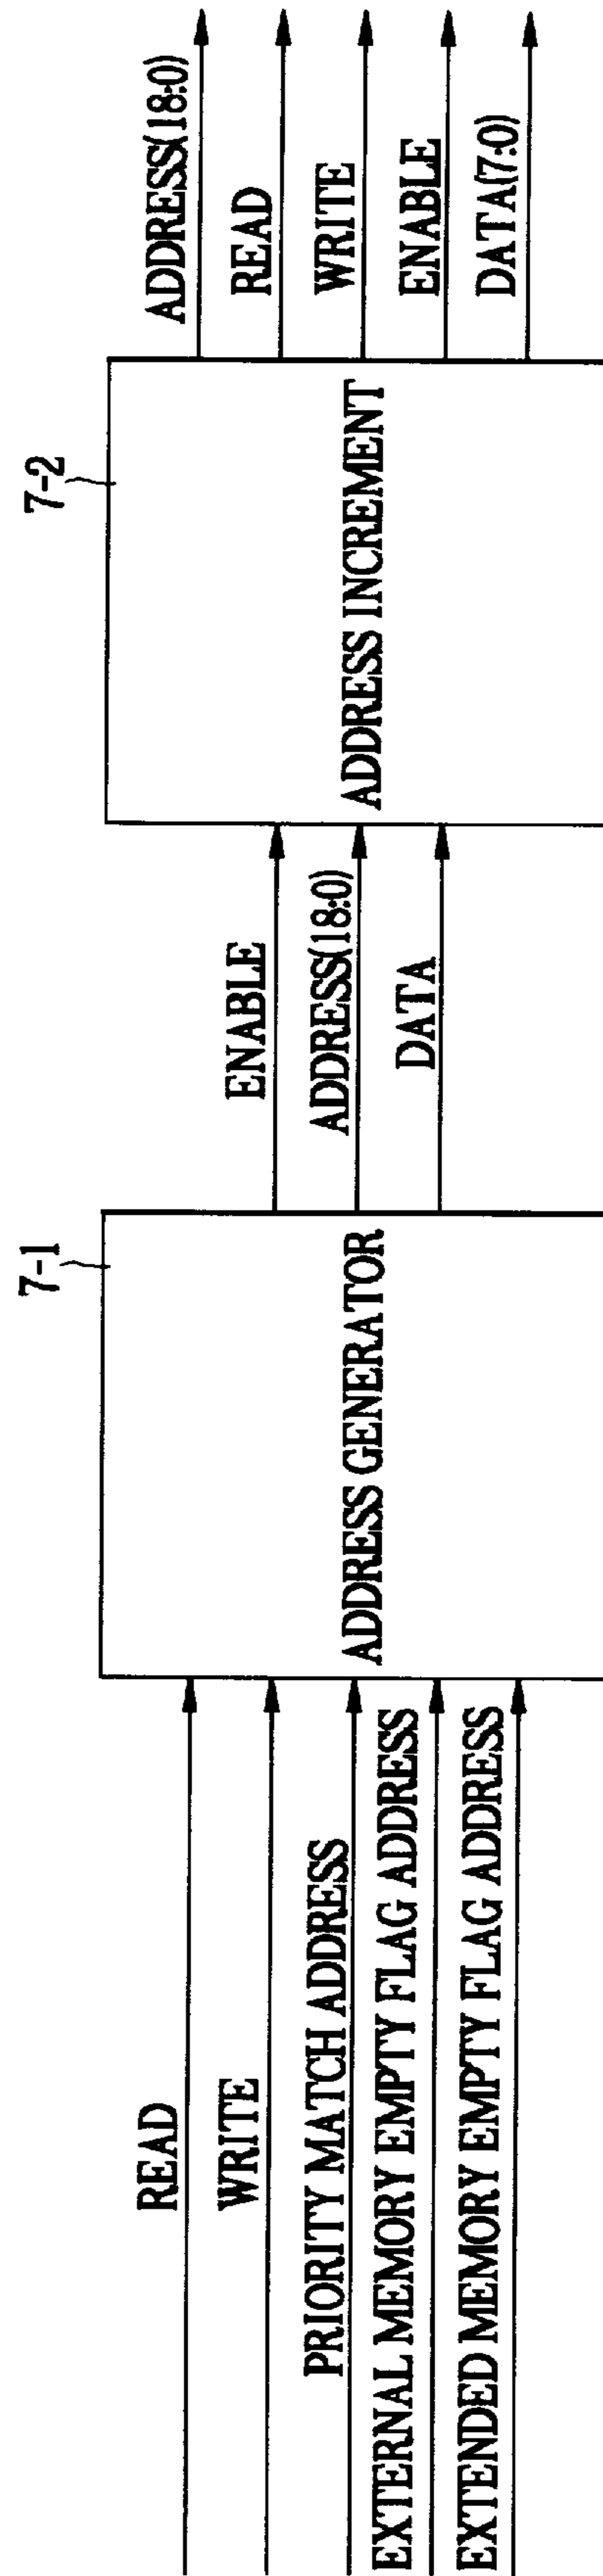 READ
WRITE
PRIORITY MATCH ADDRESS
EXTERNAL MEMORY EMPTY FLAG ADDRESS
EXTENDED MEMORY EMPTY FLAG ADDRESS
7-1
ADDRESS GENERATOR
ENABLE
ADDRESS(18:0)
DATA
7-2
ADDRESS INCREMENT
ADDRESS(18:0)
READ
WRITE
ENABLE
DATA(7:0)